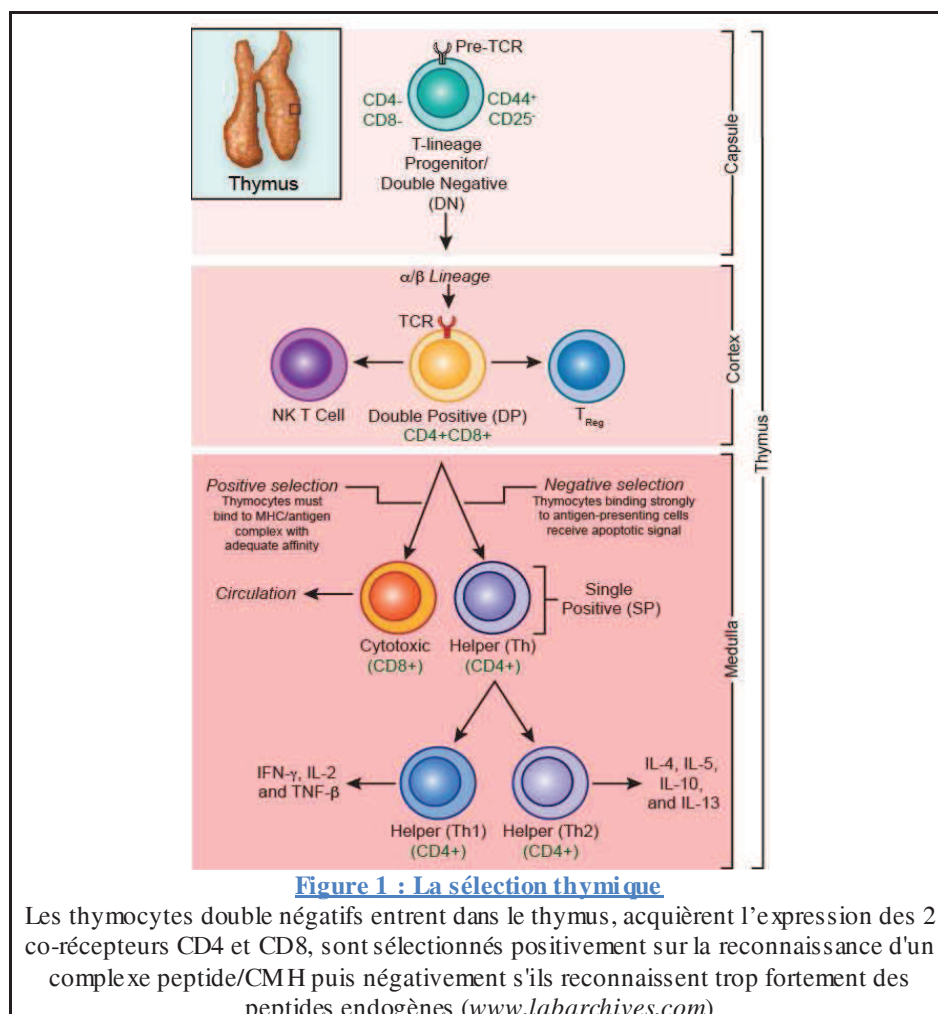 Thymus
Pre-TCR
CD4-
CD8-
CD44+
CD25-
T-lineage
Progenitor/
Double Negative
(DN)
Capsule
α/β Lineage
TCR
NK T Cell
Double Positive (DP)
CD4+CD8+
TReg
Cortex
Thymus
Positive selection
Thymocytes must
bind to MHC/antigen
complex with
adequate affinity
Negative selection
Thymocytes binding strongly
to antigen-presenting cells
receive apoptotic signal
Circulation
Cytotoxic
(CD8+)
Helper (Th)
(CD4+)
Single
Positive (SP)
Medulla
IFN-γ, IL-2
and TNF-β
Helper (Th1)
(CD4+)
Helper (Th2)
(CD4+)
IL-4, IL-5,
IL-10,
and IL-13
Figure 1 : La sélection thymique
Les thymocytes double négatifs entrent dans le thymus, acquièrent l'expression des 2
co-récepteurs CD4 et CD8, sont sélectionnés positivement sur la reconnaissance d'un
complexe peptide/CMH puis négativement s'ils reconnaissent trop fortement des
peptides endogènes (www.labarchives.com)